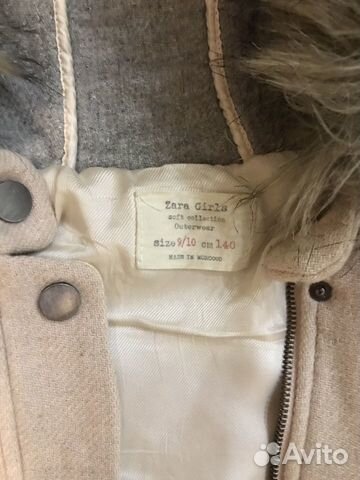 Zara Girls
soft collection
Outerwear
size 9/10 cm 140
MADE IN MOROCCO
Avito